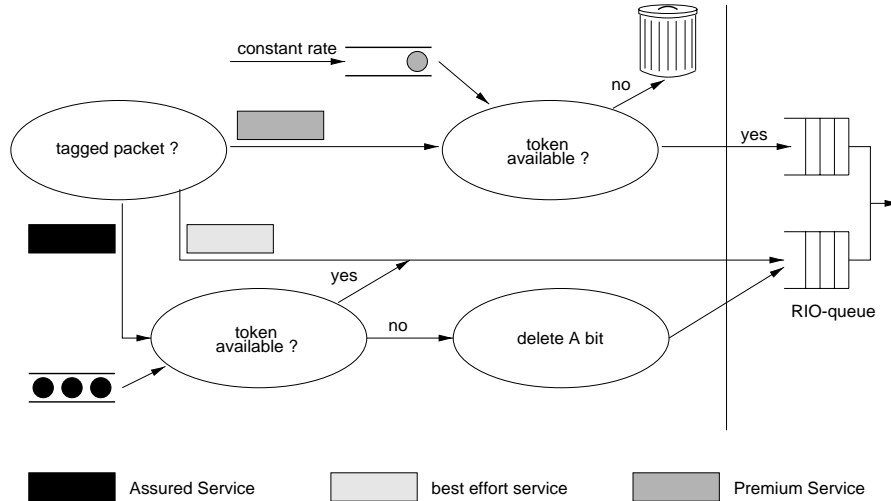 constant rate
no
tagged packet ?
token
available ?
yes
yes
RIO-queue
token
available ?
no
delete A bit
Assured Service
best effort service
Premium Service